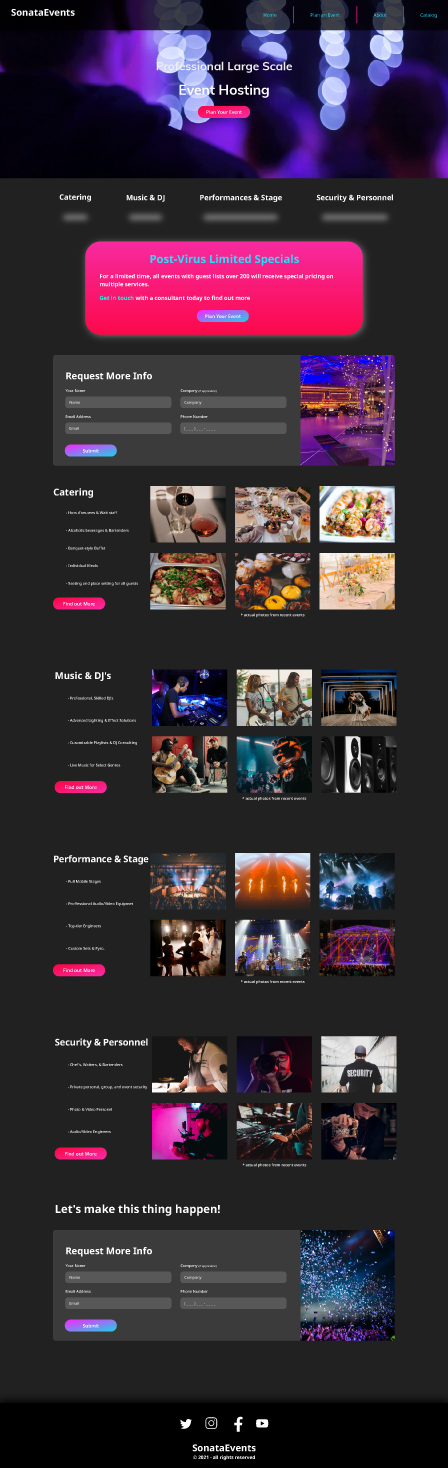 SonataEvents
Home
Plan an Event
About
Catalog
Professional Large Scale
Event Hosting
Plan Your Event
Catering
Music & DJ
Performances & Stage
Security & Personnel
Post-Virus Limited Specials
For a limited time, all events with guest lists over 200 will receive special pricing on
multiple services.
Get in touch with a consultant today to find out more
Plan Your Event
Request More Info
Your Name
Company (if applicable)
Name
Company
Email Address
Phone Number
Email
(___) ___-____
Submit
Catering
- Hors d'oeuvres & Wait staff
- Alcoholic beverages & Bartenders
- Banquet-style Buffet
- Individual Meals
- Seating and place setting for all guests
Find out More
* actual photos from recent events
Music & DJ's
- Professional, Skilled DJs
- Advanced Lighting & Effect Solutions
- Customizable Playlists & DJ Consulting
- Live Music for Select Genres
Find out More
* actual photos from recent events
Performance & Stage
- Full Mobile Stages
- Professional Audio/Video Equipment
- Top-tier Engineers
- Custom Sets & Pyro.
Find out More
* actual photos from recent events
Security & Personnel
- Chefs, Waiters, & Bartenders
- Private personal, group, and event security
- Photo & Video Personnel
- Audio/Video Engineers
SECURITY
Find out More
* actual photos from recent events
Let's make this thing happen!
Request More Info
Your Name
Company (if applicable)
Name
Company
Email Address
Phone Number
Email
(___) ___-____
Submit
SonataEvents
© 2021 - all rights reserved